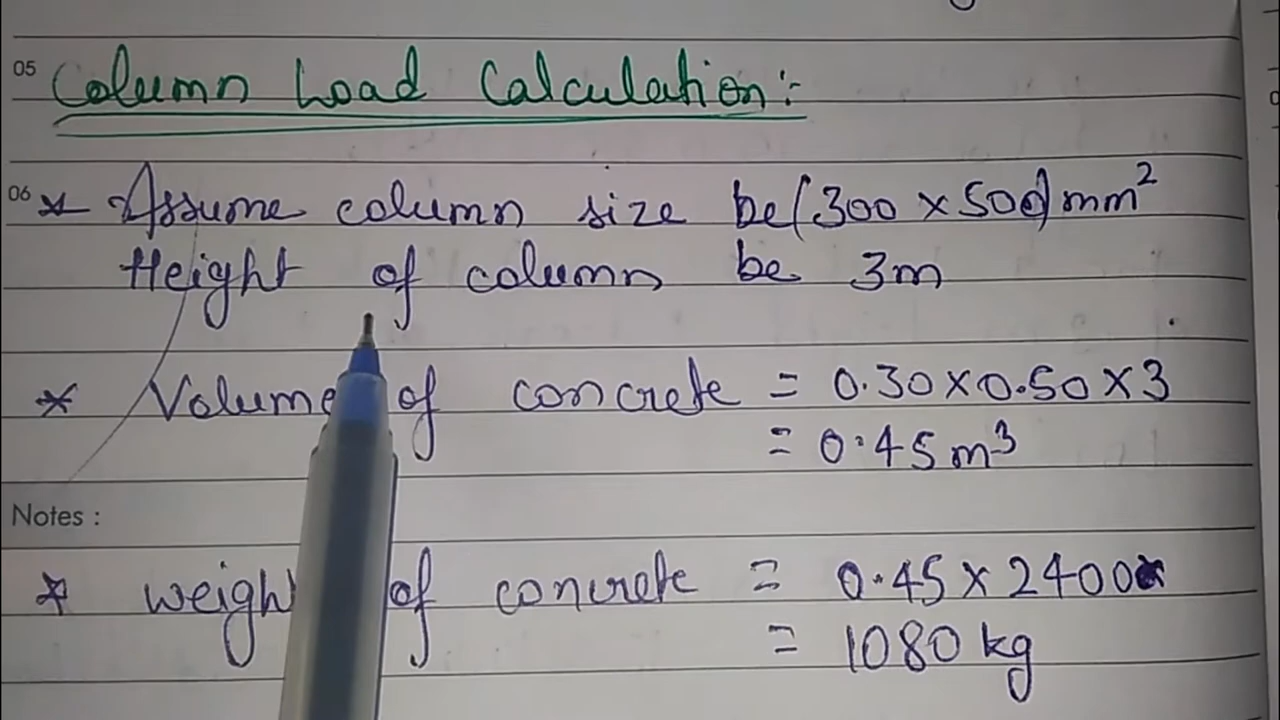 05 Column Load Calculation:-
06 * Assume column size be (300 x 500) mm²
Height of column be 3m
* Volume of concrete = 0.30 x 0.50 x 3
= 0.45 m³
Notes :
* weight of concrete = 0.45 x 2400
= 1080 kg